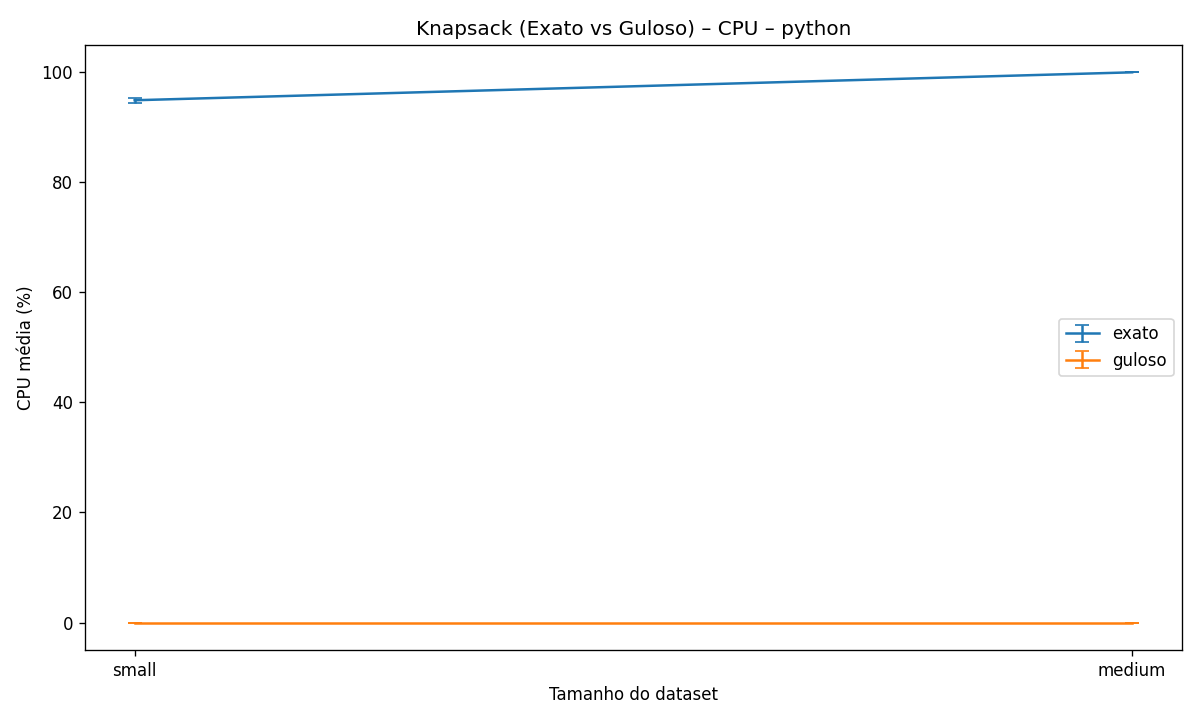 Knapsack (Exato vs Guloso) – CPU – python
100
80
60
40
20
0
CPU média (%)
exato
guloso
small
medium
Tamanho do dataset